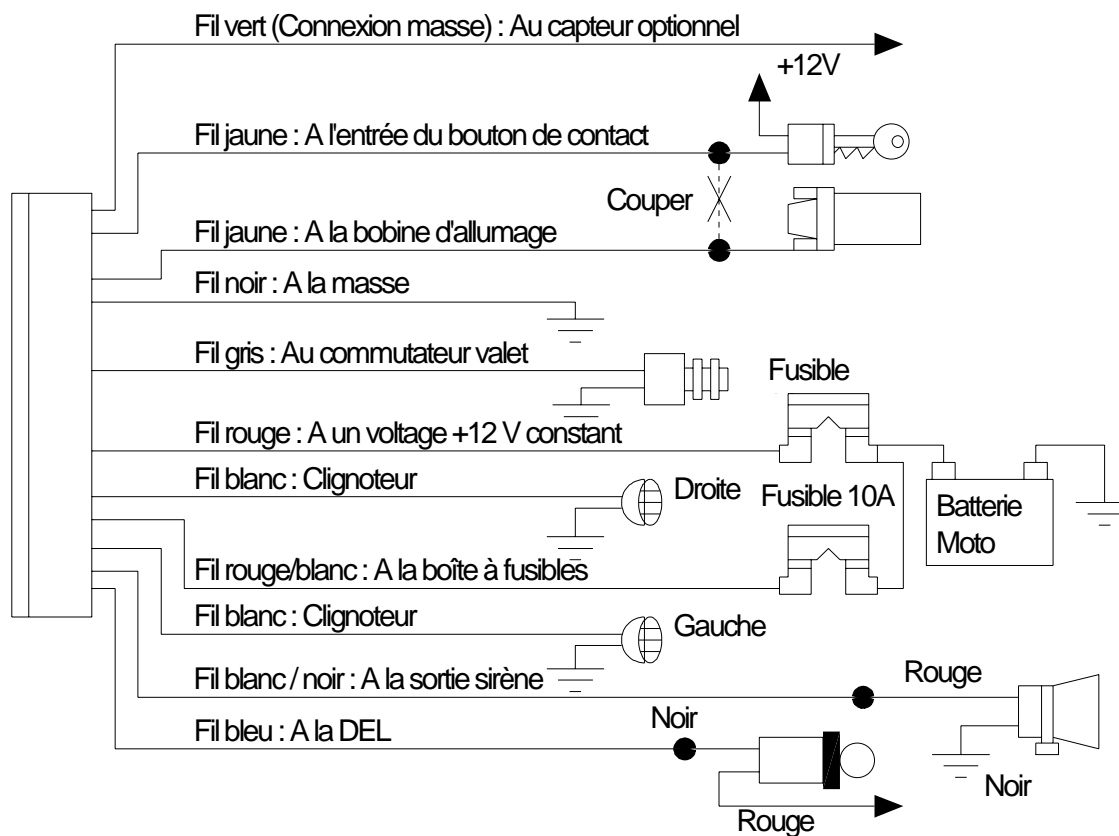 Fil vert (Connexion masse) : Au capteur optionnel
+12V
Fil jaune : A l'entrée du bouton de contact
Couper
Fil jaune : A la bobine d'allumage
Fil noir : A la masse
Fil gris : Au commutateur valet
Fusible
Fil rouge : A un voltage +12 V constant
Fil blanc : Clignoteur
Droite
Fusible 10A
Batterie
Moto
Fil rouge/blanc : A la boîte à fusibles
Fil blanc : Clignoteur
Gauche
Fil blanc / noir : A la sortie sirène
Rouge
Fil bleu : A la DEL
Noir
Noir
Rouge